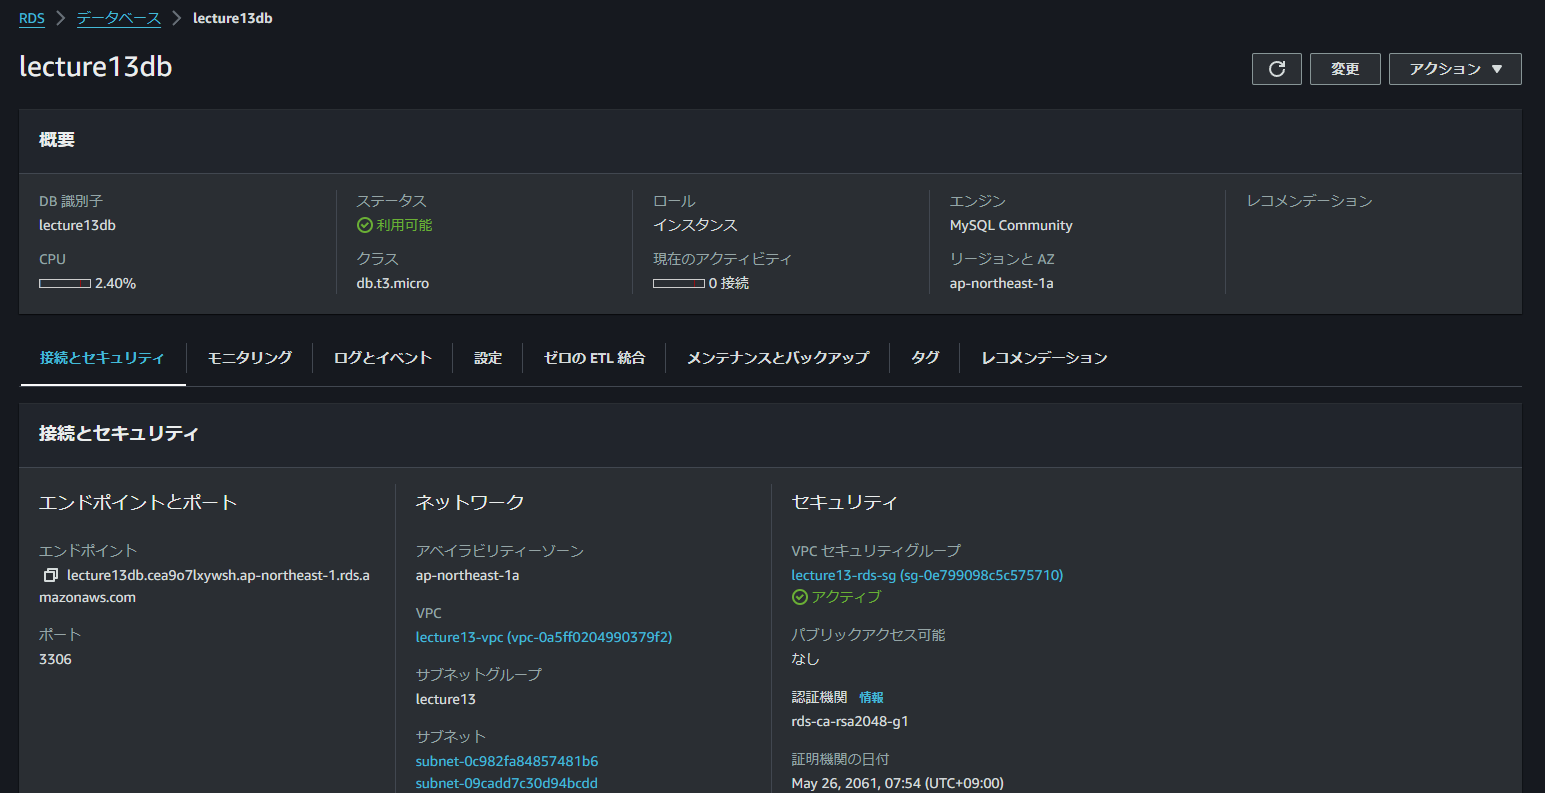 RDS > データベース > lecture13db
lecture13db
変更
アクション ▼
概要
DB 識別子
lecture13db
CPU
2.40%
ステータス
利用可能
クラス
db.t3.micro
ロール
インスタンス
現在のアクティビティ
0 接続
エンジン
MySQL Community
リージョンと AZ
ap-northeast-1a
レコメンデーション
接続とセキュリティ
モニタリング
ログとイベント
設定
ゼロの ETL 統合
メンテナンスとバックアップ
タグ
レコメンデーション
接続とセキュリティ
エンドポイントとポート
エンドポイント
lecture13db.cea9o7lxywsh.ap-northeast-1.rds.a
mazonaws.com
ポート
3306
ネットワーク
アベイラビリティーゾーン
ap-northeast-1a
VPC
lecture13-vpc (vpc-0a5ff0204990379f2)
サブネットグループ
lecture13
サブネット
subnet-0c982fa84857481b6
subnet-09cadd7c30d94bcdd
セキュリティ
VPC セキュリティグループ
lecture13-rds-sg (sg-0e799098c5c575710)
アクティブ
パブリックアクセス可能
なし
認証機関 情報
rds-ca-rsa2048-g1
証明機関の日付
May 26, 2061, 07:54 (UTC+09:00)